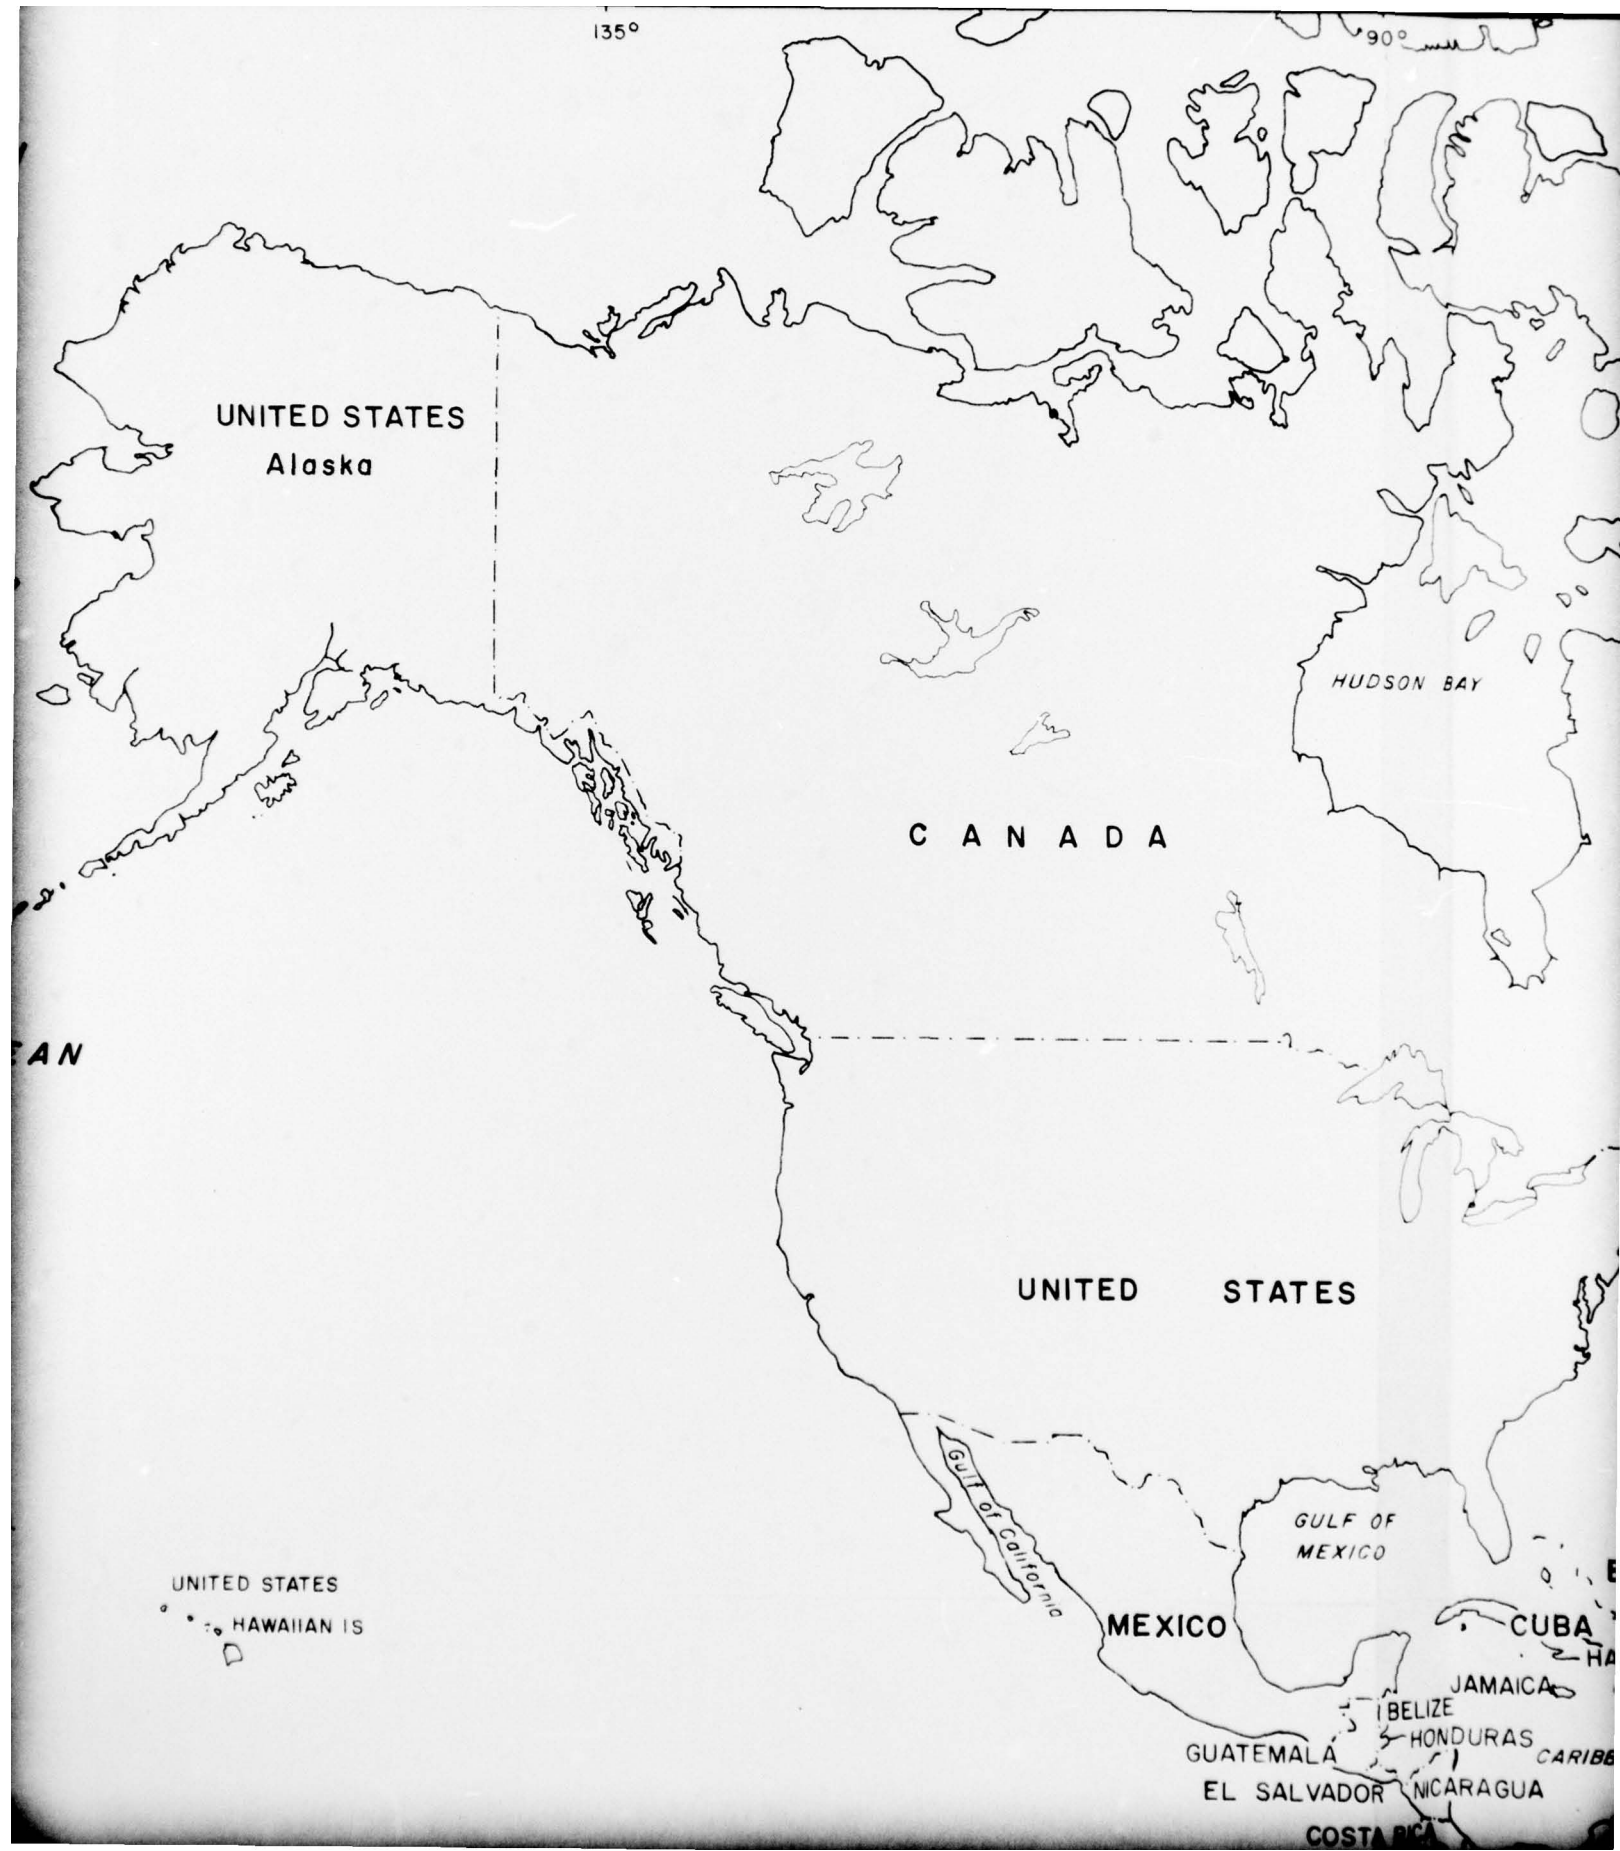 135°
90°
UNITED STATES
Alaska
HUDSON BAY
CANADA
UNITED STATES
Gulf of California
GULF OF
MEXICO
UNITED STATES
HAWAIIAN IS
MEXICO
CUBA
JAMAICA
BELIZE
HONDURAS
GUATEMALA
EL SALVADOR
NICARAGUA
COSTA RICA